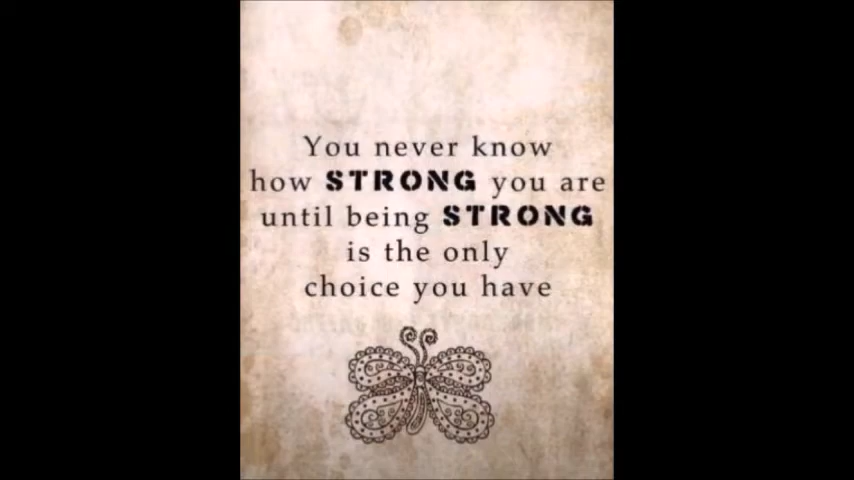 You never know
how STRONG you are
until being STRONG
is the only
choice you have